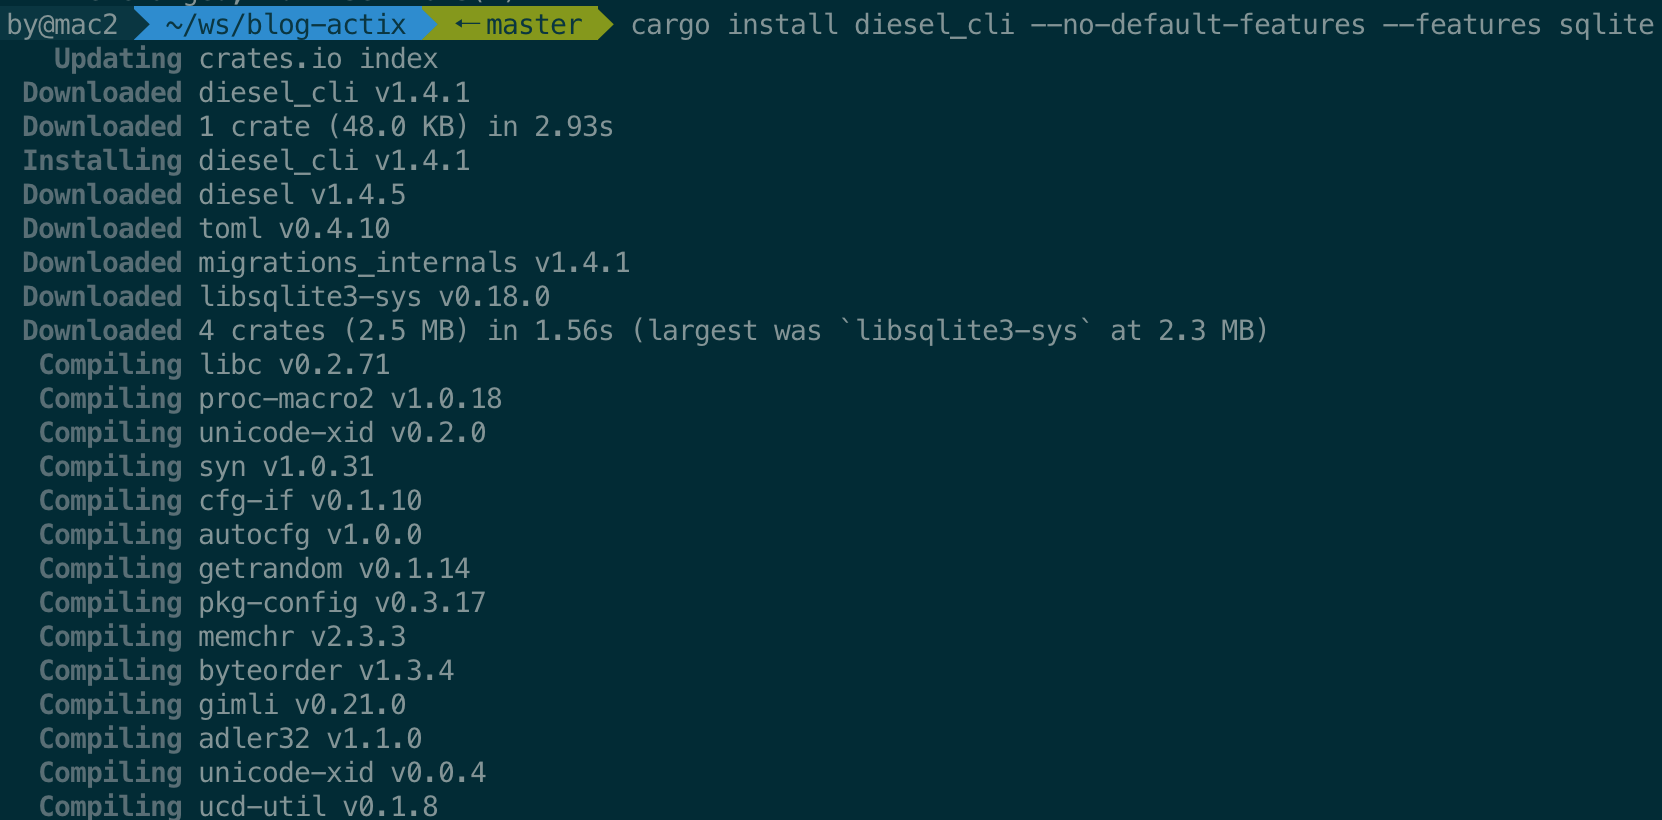 by@mac2 ~/ws/blog-actix ← master cargo install diesel_cli --no-default-features --features sqlite
Updating crates.io index
Downloaded diesel_cli v1.4.1
Downloaded 1 crate (48.0 KB) in 2.93s
Installing diesel_cli v1.4.1
Downloaded diesel v1.4.5
Downloaded toml v0.4.10
Downloaded migrations_internals v1.4.1
Downloaded libsqlite3-sys v0.18.0
Downloaded 4 crates (2.5 MB) in 1.56s (largest was `libsqlite3-sys` at 2.3 MB)
Compiling libc v0.2.71
Compiling proc-macro2 v1.0.18
Compiling unicode-xid v0.2.0
Compiling syn v1.0.31
Compiling cfg-if v0.1.10
Compiling autocfg v1.0.0
Compiling getrandom v0.1.14
Compiling pkg-config v0.3.17
Compiling memchr v2.3.3
Compiling byteorder v1.3.4
Compiling gimli v0.21.0
Compiling adler32 v1.1.0
Compiling unicode-xid v0.0.4
Compiling ucd-util v0.1.8